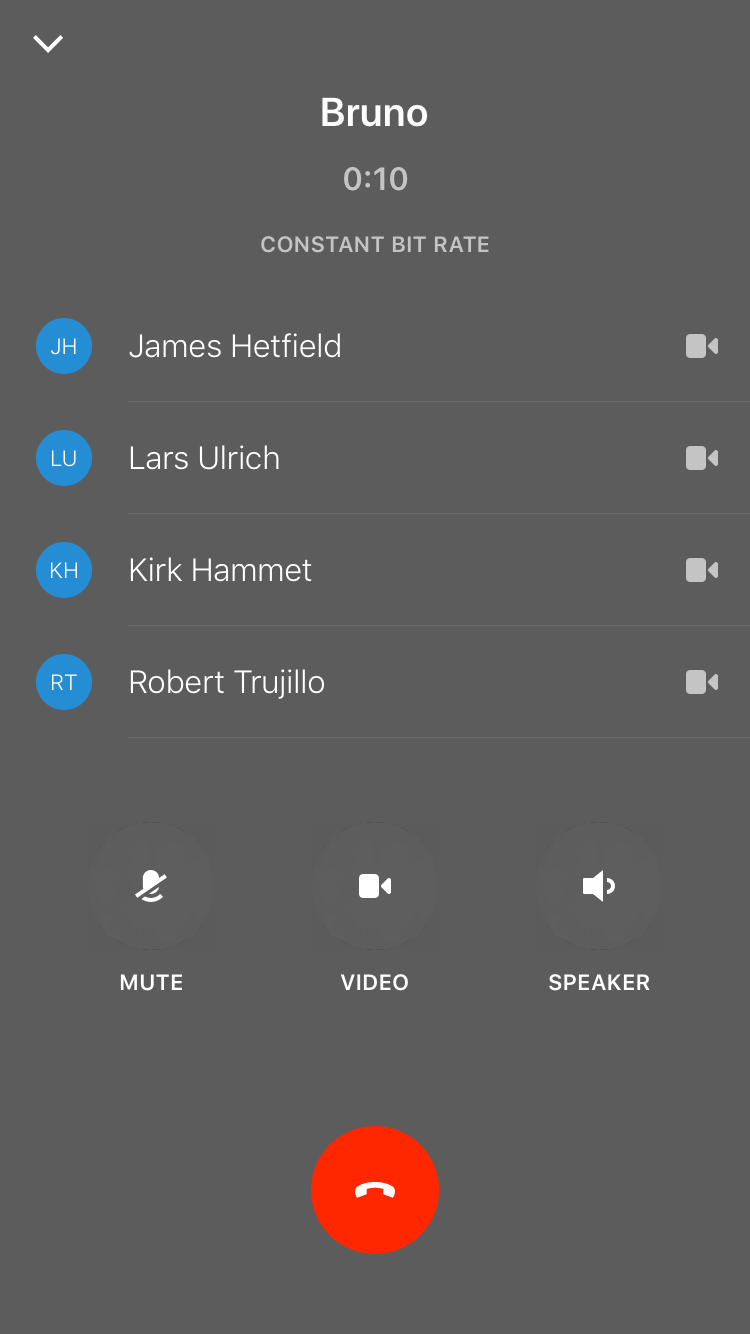 Bruno
0:10
CONSTANT BIT RATE
JH James Hetfield
LU Lars Ulrich
KH Kirk Hammet
RT Robert Trujillo
MUTE VIDEO SPEAKER